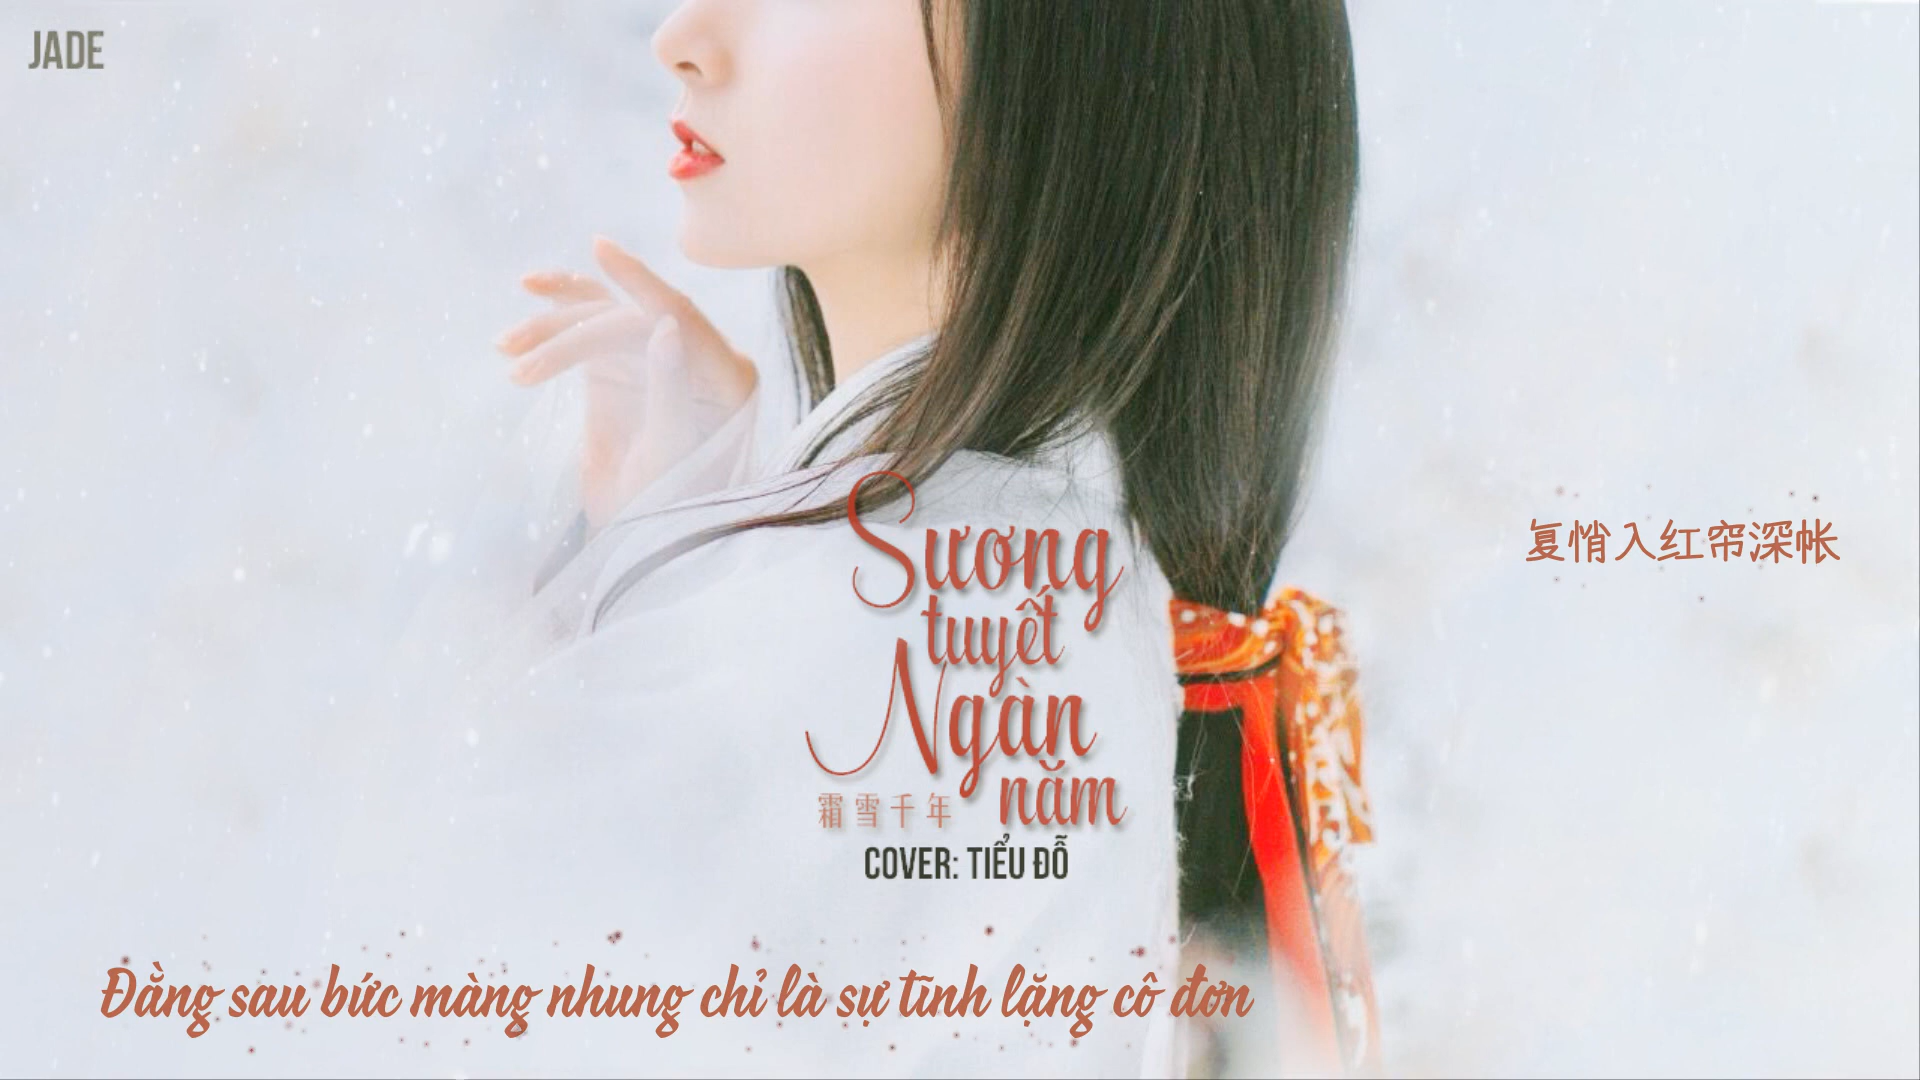 JADE
复悄入红帘深帐
Sương
tuyết
Ngàn
năm
霜雪千年
COVER: TIỂU ĐỖ
Đằng sau bức màng nhung chỉ là sự tĩnh lặng cô đơn